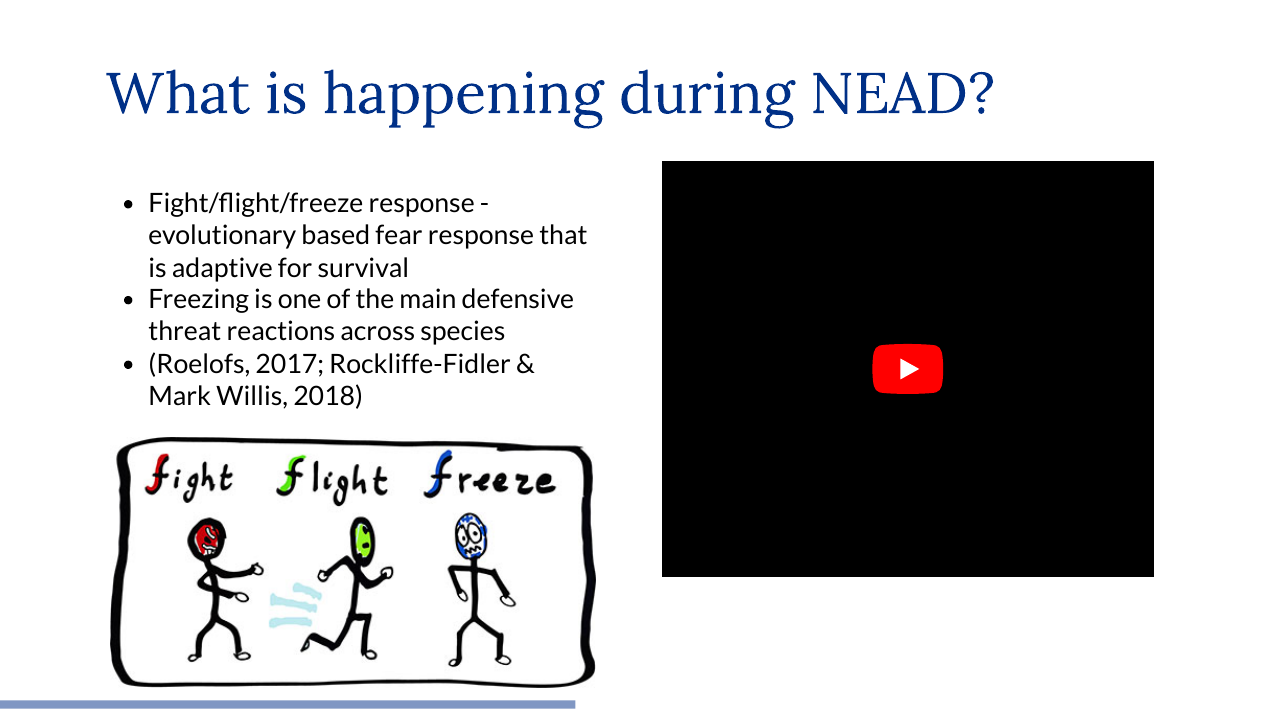 What is happening during NEAD?
• Fight/flight/freeze response -
evolutionary based fear response that
is adaptive for survival
• Freezing is one of the main defensive
threat reactions across species
• (Roelofs, 2017; Rockliffe-Fidler &
Mark Willis, 2018)
fight flight freeze